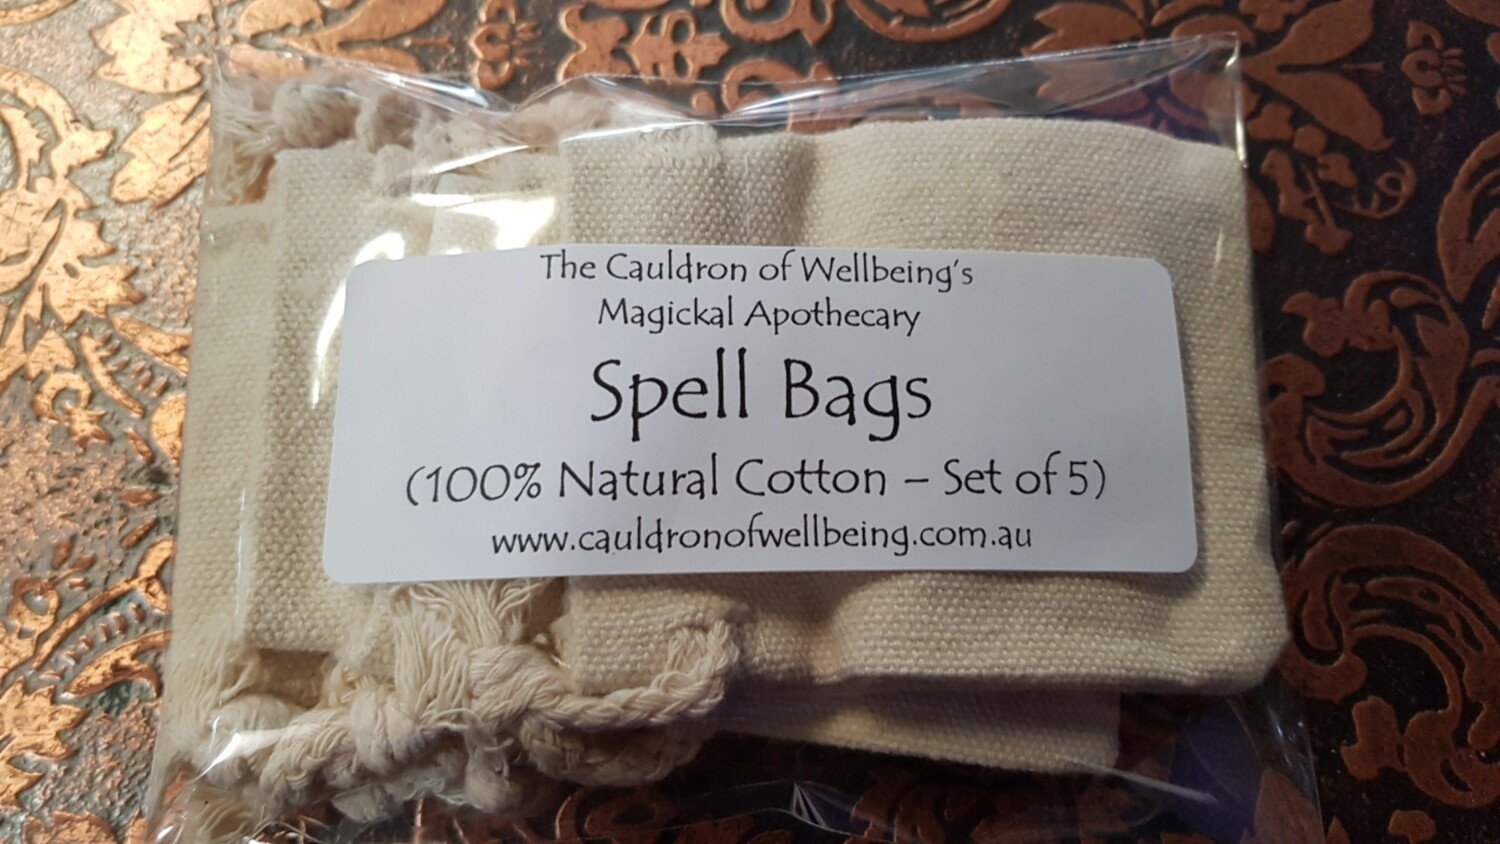 The Cauldron of Wellbeing's
Magickal Apothecary
Spell Bags
(100% Natural Cotton – Set of 5)
www.cauldronofwellbeing.com.au